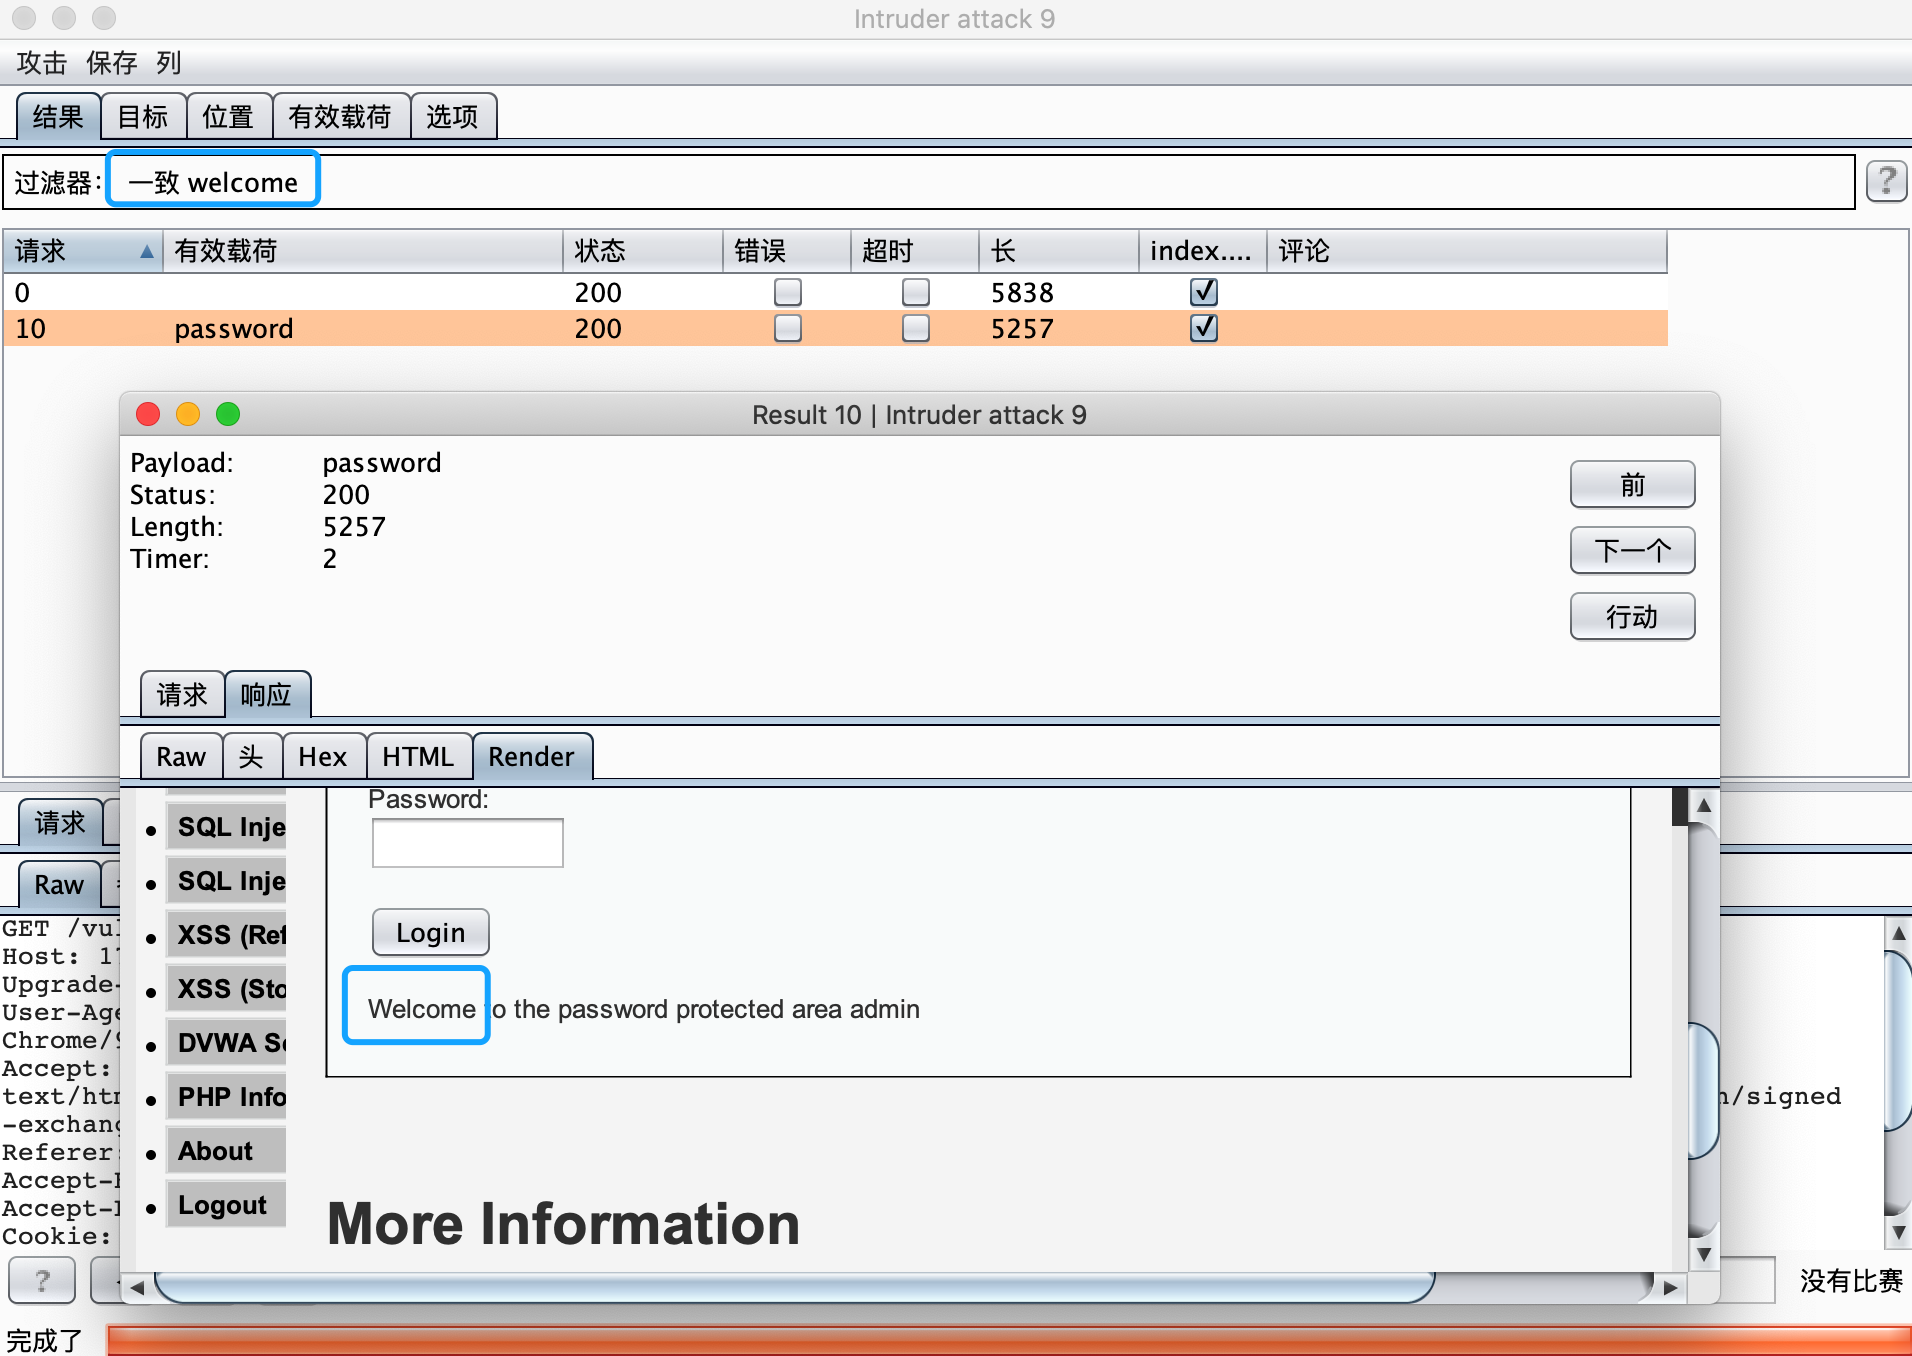 Intruder attack 9
攻击 保存 列
结果 目标 位置 有效载荷 选项
过滤器: 一致 welcome ?
请求 有效载荷 状态 错误 超时 长 index.... 评论
0 200 5838
10 password 200 5257
Result 10 | Intruder attack 9
Payload: password
Status: 200
Length: 5257
Timer: 2
前
下一个
行动
请求 响应
Raw 头 Hex HTML Render
Password:
SQL Inje
SQL Inje
XSS (Ref
XSS (Sto
DVWA Se
PHP Info
About
Logout
Login
Welcome to the password protected area admin
More Information
请求
Raw
GET /vul
Host: 17
Upgrade-
User-Age
Chrome/9
Accept:
text/htm n/signed
-exchang
Referer:
Accept-E
Accept-L
Cookie:
? 没有比赛
完成了